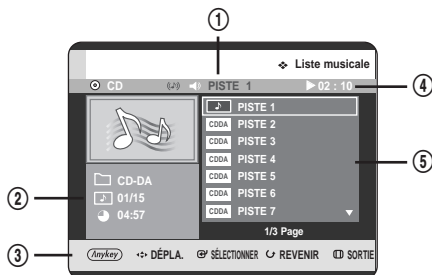 ①
❖ Liste musicale
CD PISTE 1 ▶ 02 : 10
④
♪ PISTE 1
CDDA PISTE 2
CDDA PISTE 3
CDDA PISTE 4
⑤
CDDA PISTE 5
CDDA PISTE 6
CDDA PISTE 7 ▼
CD-DA
② 01/15
04:57
1/3 Page
③ Anykey DÉPLA. SÉLECTIONNER REVENIR SORTIE